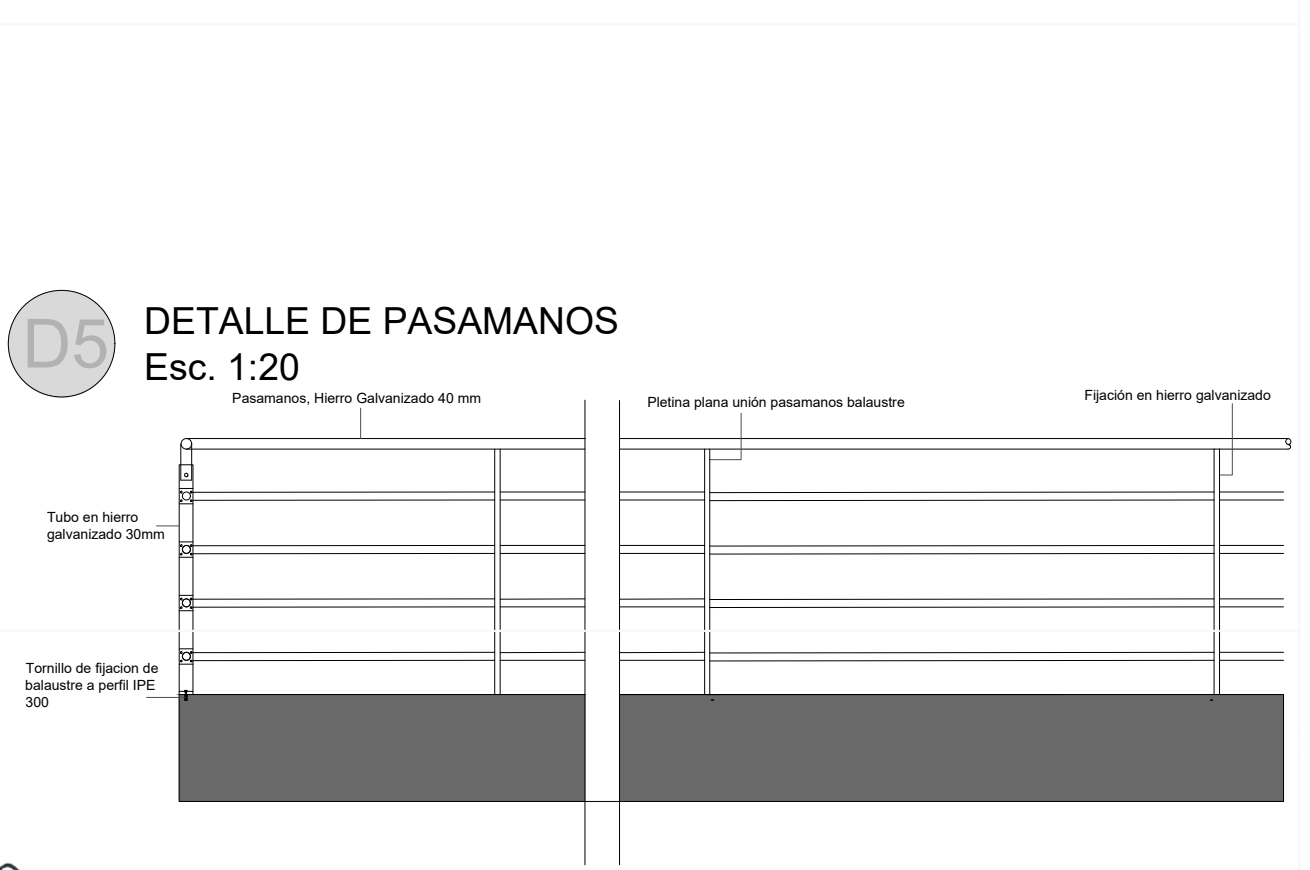 D5
DETALLE DE PASAMANOS
Esc. 1:20
Pasamanos, Hierro Galvanizado 40 mm
Pletina plana unión pasamanos balaustre
Fijación en hierro galvanizado
Tubo en hierro
galvanizado 30mm
Tornillo de fijacion de
balaustre a perfil IPE
300